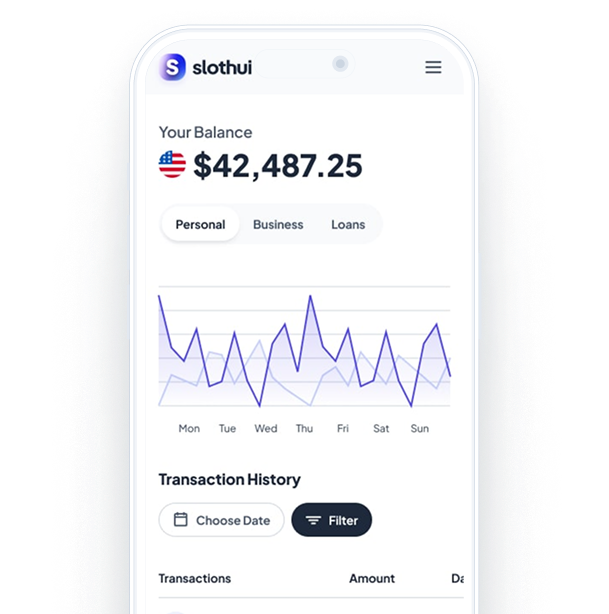 S slothui
Your Balance
$42,487.25
Personal Business Loans
Mon Tue Wed Thu Fri Sat Sun
Transaction History
Choose Date Filter
Transactions Amount Da